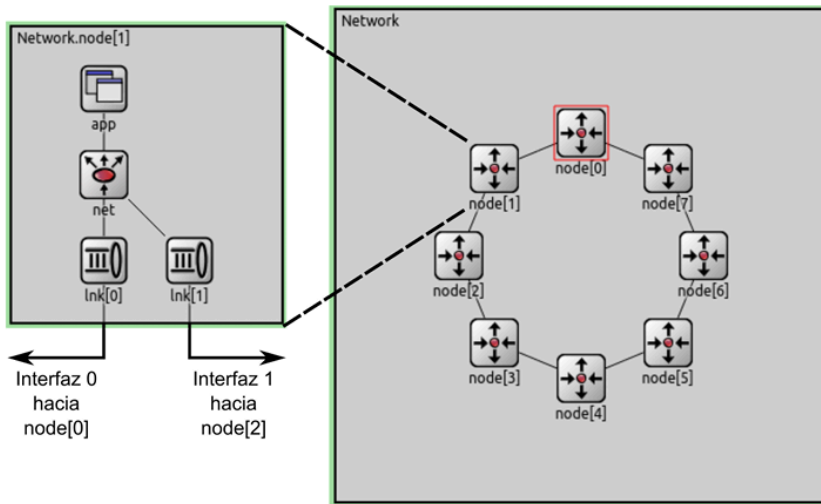 Network.node[1]
app
net
lnk[0]
lnk[1]
Interfaz 0
hacia
node[0]
Interfaz 1
hacia
node[2]
Network
node[0]
node[1]
node[7]
node[2]
node[6]
node[3]
node[5]
node[4]